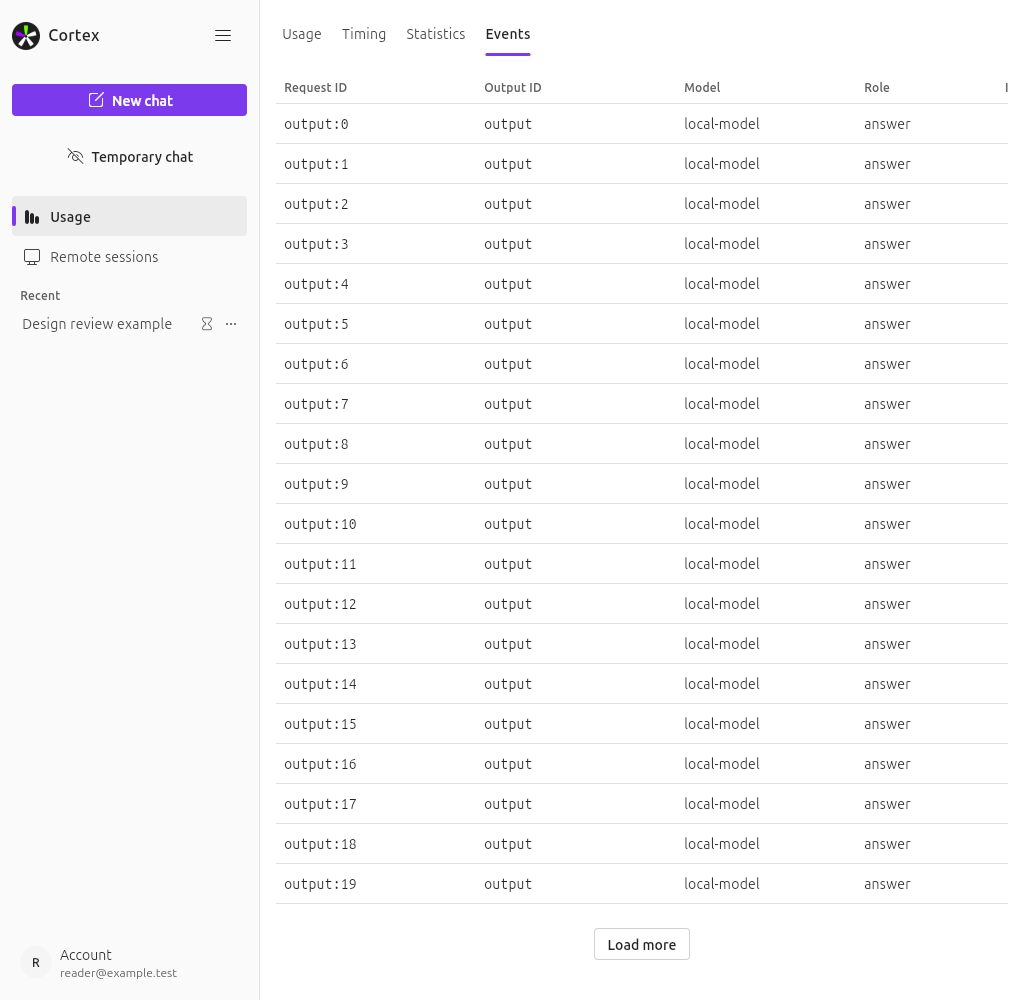 Cortex
New chat
Temporary chat
Usage
Remote sessions
Recent
Design review example
Account
R
reader@example.test
Usage Timing Statistics Events
Request ID Output ID Model Role
output:0 output local-model answer
output:1 output local-model answer
output:2 output local-model answer
output:3 output local-model answer
output:4 output local-model answer
output:5 output local-model answer
output:6 output local-model answer
output:7 output local-model answer
output:8 output local-model answer
output:9 output local-model answer
output:10 output local-model answer
output:11 output local-model answer
output:12 output local-model answer
output:13 output local-model answer
output:14 output local-model answer
output:15 output local-model answer
output:16 output local-model answer
output:17 output local-model answer
output:18 output local-model answer
output:19 output local-model answer
Load more